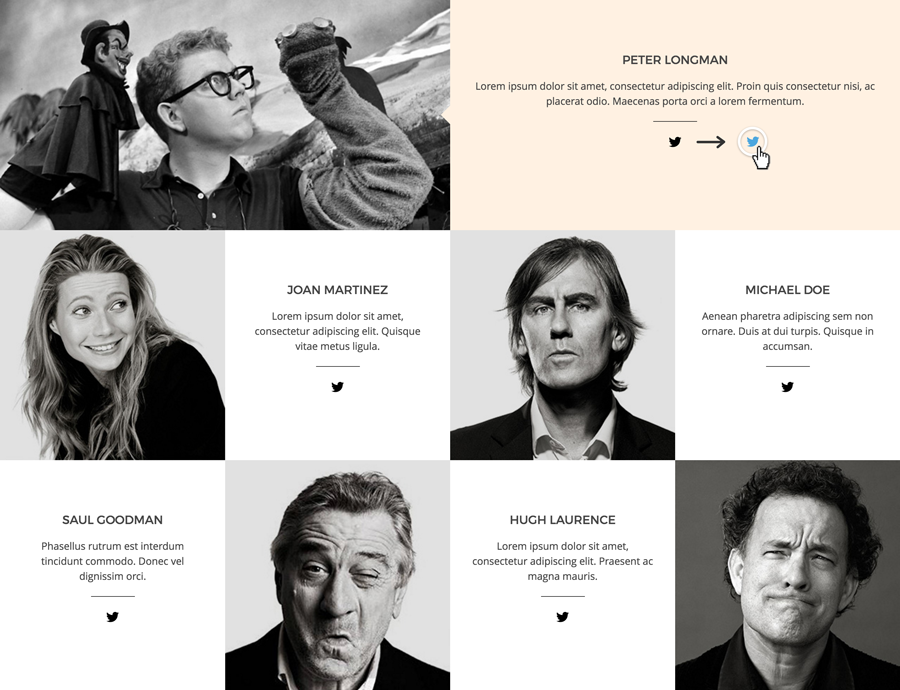 PETER LONGMAN
Lorem ipsum dolor sit amet, consectetur adipiscing elit. Proin quis consectetur nisi, ac
placerat odio. Maecenas porta orci a lorem fermentum.
JOAN MARTINEZ
Lorem ipsum dolor sit amet,
consectetur adipiscing elit. Quisque
vitae metus ligula.
MICHAEL DOE
Aenean pharetra adipiscing sem non
ornare. Duis at dui turpis. Quisque in
accumsan.
SAUL GOODMAN
Phasellus rutrum est interdum
tincidunt commodo. Donec vel
dignissim orci.
HUGH LAURENCE
Lorem ipsum dolor sit amet,
consectetur adipiscing elit. Praesent ac
magna mauris.